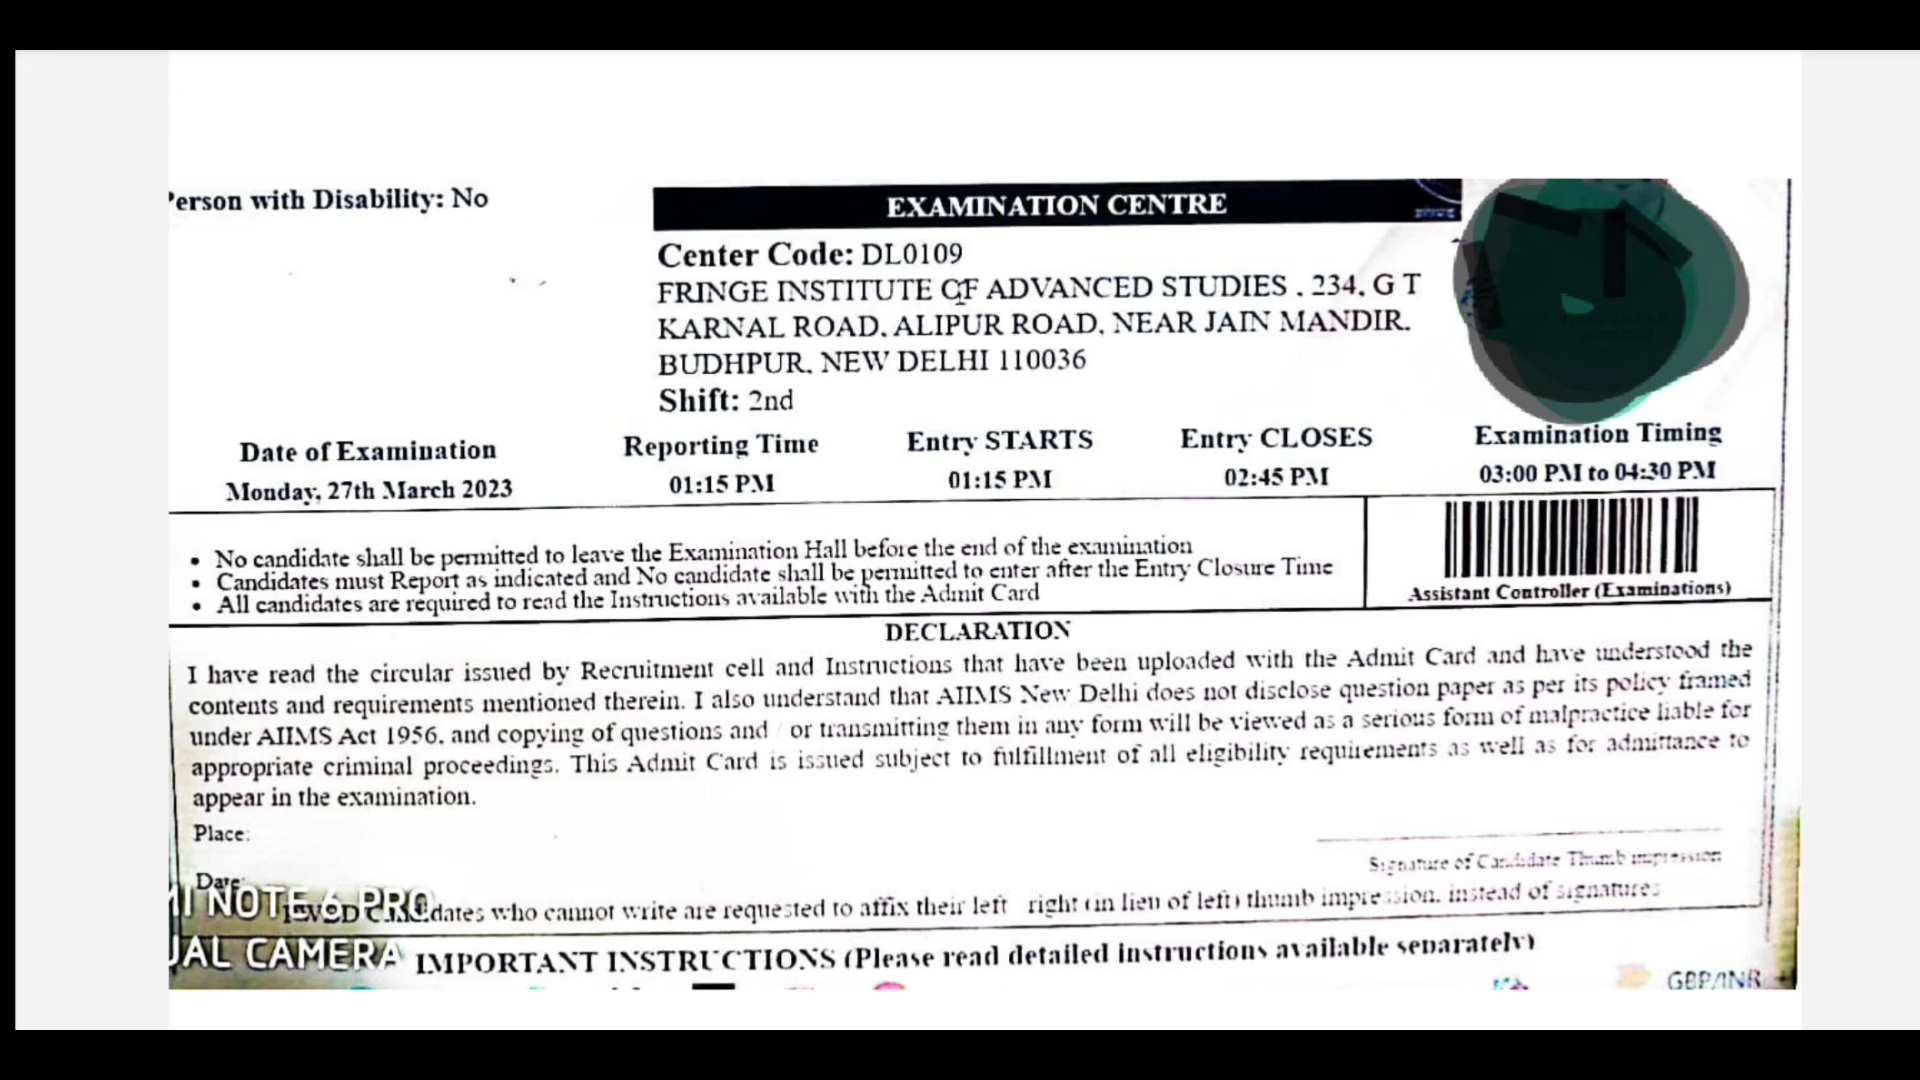 Person with Disability: No
EXAMINATION CENTRE
Center Code: DL0109
FRINGE INSTITUTE OF ADVANCED STUDIES , 234, G T
KARNAL ROAD, ALIPUR ROAD, NEAR JAIN MANDIR,
BUDHPUR, NEW DELHI 110036
Shift: 2nd
Date of Examination Reporting Time Entry STARTS Entry CLOSES Examination Timing
Monday, 27th March 2023 01:15 PM 01:15 PM 02:45 PM 03:00 PM to 04:30 PM
• No candidate shall be permitted to leave the Examination Hall before the end of the examination
• Candidates must Report as indicated and No candidate shall be permitted to enter after the Entry Closure Time
• All candidates are required to read the Instructions available with the Admit Card
Assistant Controller (Examinations)
DECLARATION
I have read the circular issued by Recruitment cell and Instructions that have been uploaded with the Admit Card and have understood the
contents and requirements mentioned therein. I also understand that AIIMS New Delhi does not disclose question paper as per its policy framed
under AIIMS Act 1956, and copying of questions and / or transmitting them in any form will be viewed as a serious form of malpractice liable for
appropriate criminal proceedings. This Admit Card is issued subject to fulfillment of all eligibility requirements as well as for admittance to
appear in the examination.
Place:
Signature of Candidate Thumb impression
Date:
Candidates who cannot write are requested to affix their left right (in lieu of left) thumb impression, instead of signatures
MI NOTE 6 PRO
DUAL CAMERA
IMPORTANT INSTRUCTIONS (Please read detailed instructions available separately)
GBP/INR